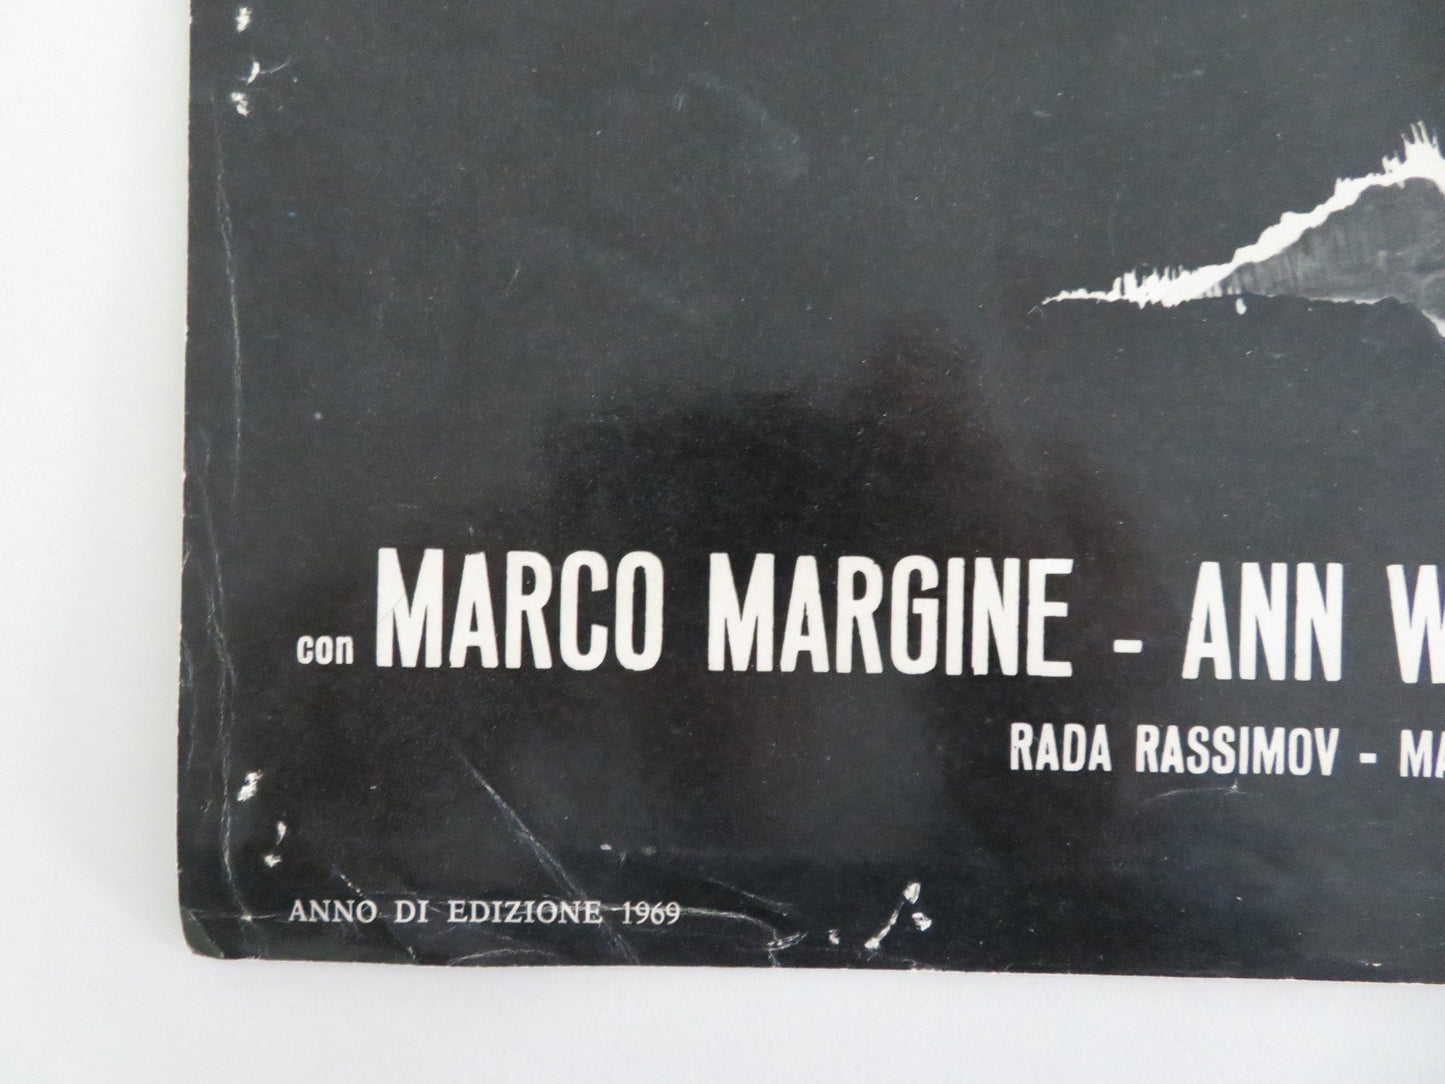 con MARCO MARGINE - ANN
RADA RASSIMOV -
ANNO DI EDIZIONE 1969